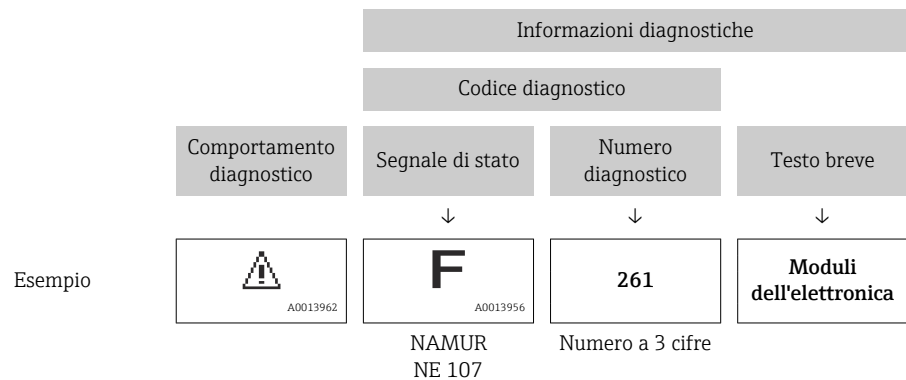 Informazioni diagnostiche
Codice diagnostico
Comportamento
diagnostico
Segnale di stato
Numero
diagnostico
Testo breve
↓
↓
↓
Esempio
A0013962
F
A0013956
261
Moduli
dell'elettronica
NAMUR
NE 107
Numero a 3 cifre